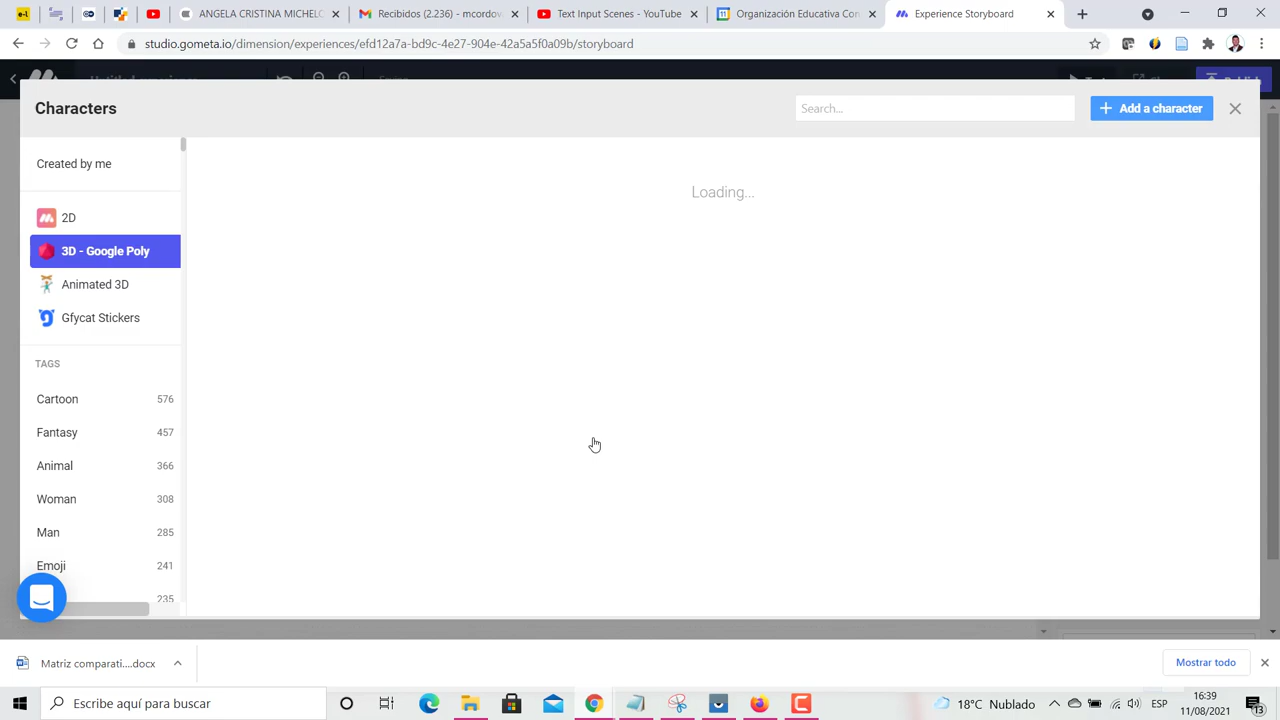 ANGELA CRISTINA MICHELC
Recibidos (2.236) - mcordova
Text Input Scenes - YouTube
Organización Educativa Con
Experience Storyboard
studio.gometa.io/dimension/experiences/efd12a7a-bd9c-4e27-904e-42a5a5f0a09b/storyboard
Characters
Search...
Add a character
Created by me
Loading...
2D
3D - Google Poly
Animated 3D
Gfycat Stickers
TAGS
Cartoon 576
Fantasy 457
Animal 366
Woman 308
Man 285
Emoji 241
235
Matriz comparati....docx
Mostrar todo
Escribe aquí para buscar
18°C Nublado
ESP
16:39
11/08/2021
13